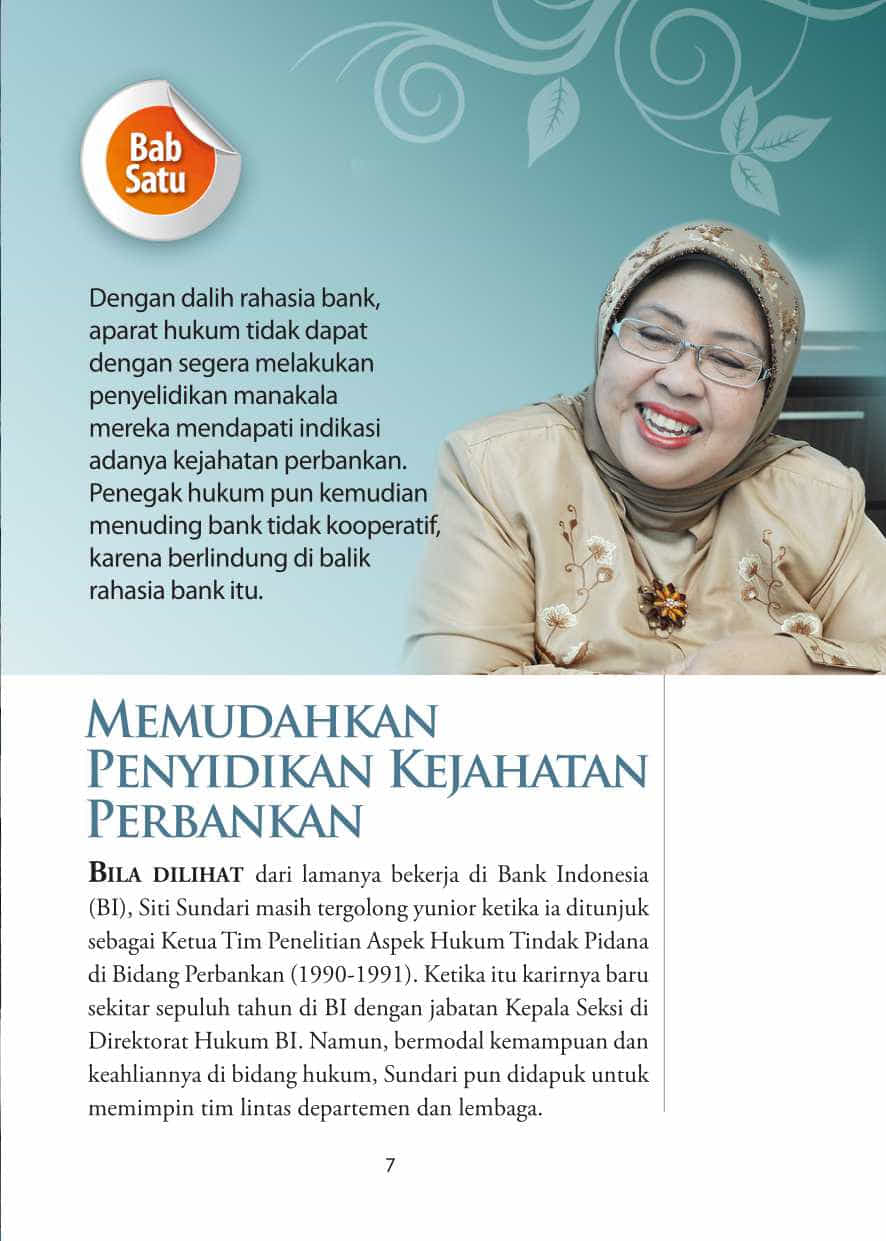 Bab
Satu
Dengan dalih rahasia bank,
aparat hukum tidak dapat
dengan segera melakukan
penyelidikan manakala
mereka mendapati indikasi
adanya kejahatan perbankan.
Penegak hukum pun kemudian
menuding bank tidak kooperatif,
karena berlindung di balik
rahasia bank itu.
MEMUDAHKAN
PENYIDIKAN KEJAHATAN
PERBANKAN
BILA DILIHAT dari lamanya bekerja di Bank Indonesia
(BI), Siti Sundari masih tergolong yunior ketika ia ditunjuk
sebagai Ketua Tim Penelitian Aspek Hukum Tindak Pidana
di Bidang Perbankan (1990-1991). Ketika itu karirnya baru
sekitar sepuluh tahun di BI dengan jabatan Kepala Seksi di
Direktorat Hukum BI. Namun, bermodal kemampuan dan
keahliannya di bidang hukum, Sundari pun didapuk untuk
memimpin tim lintas departemen dan lembaga.
7